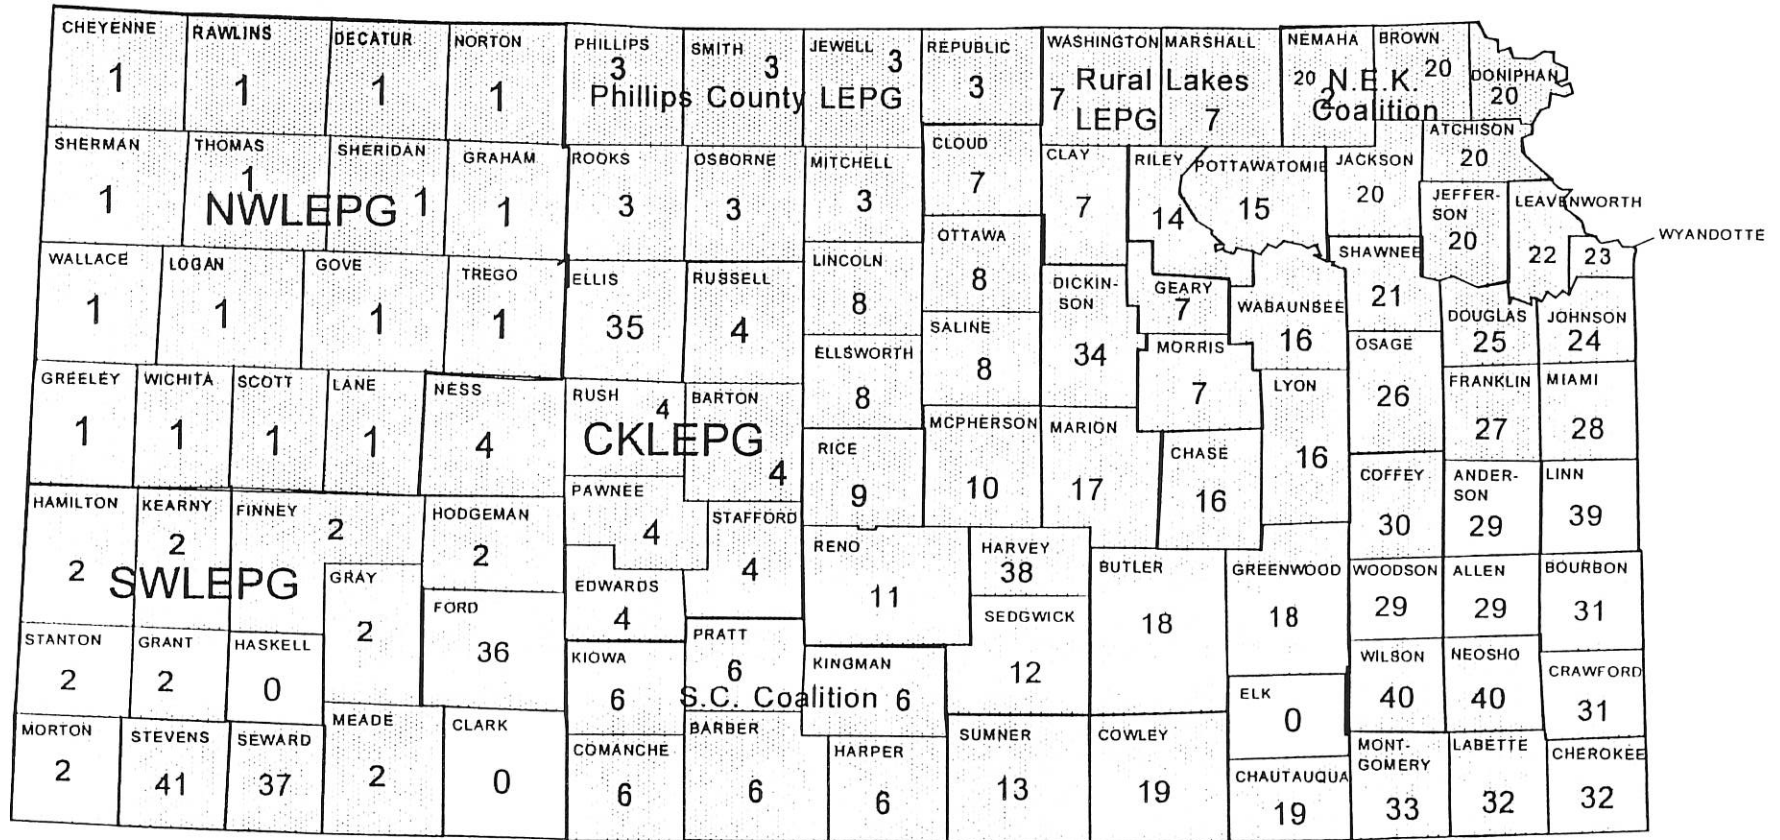 CHEYENNE RAWLINS DECATUR NORTON PHILLIPS SMITH JEWELL REPUBLIC WASHINGTON MARSHALL NEMAHA BROWN DONIPHAN
1 1 1 1 3 3 3 3 7 7 20 2 20 20
Phillips County LEPG
Rural Lakes
LEPG
N.E.K.
Coalition
ATCHISON
20
SHERMAN THOMAS SHERIDAN GRAHAM ROOKS OSBORNE MITCHELL CLOUD CLAY RILEY POTTAWATOMIE JACKSON JEFFER-
SON LEAVENWORTH WYANDOTTE
1 1 1 1 3 3 3 7 7 14 15 20 20 22 23
NWLEPG
WALLACE LOGAN GOVE TREGO ELLIS RUSSELL LINCOLN OTTAWA DICKIN-
SON GEARY WABAUNSEE SHAWNEE DOUGLAS JOHNSON
1 1 1 1 35 4 8 8 34 7 16 21 25 24
ELLSWORTH SALINE MORRIS OSAGE
8 8 7 26
GREELEY WICHITA SCOTT LANE NESS RUSH BARTON RICE MCPHERSON MARION CHASE LYON FRANKLIN MIAMI
1 1 1 1 4 4 4 9 10 17 16 16 27 28
CKLEPG
HAMILTON KEARNY FINNEY HODGEMAN PAWNEE STAFFORD COFFEY ANDER-
SON LINN
2 2 2 2 4 4 30 29 39
SWLEPG
GRAY FORD EDWARDS RENO HARVEY BUTLER GREENWOOD WOODSON ALLEN BOURBON
2 36 4 11 38 18 18 29 29 31
STANTON GRANT HASKELL KIOWA PRATT KINGMAN SEDGWICK ELK WILSON NEOSHO CRAWFORD
2 2 0 6 6 6 12 0 40 40 31
S.C. Coalition
MORTON STEVENS SEWARD MEADE CLARK COMANCHE BARBER HARPER SUMNER COWLEY CHAUTAUQUA MONT-
GOMERY LABETTE CHEROKEE
2 41 37 2 0 6 6 6 13 19 19 33 32 32